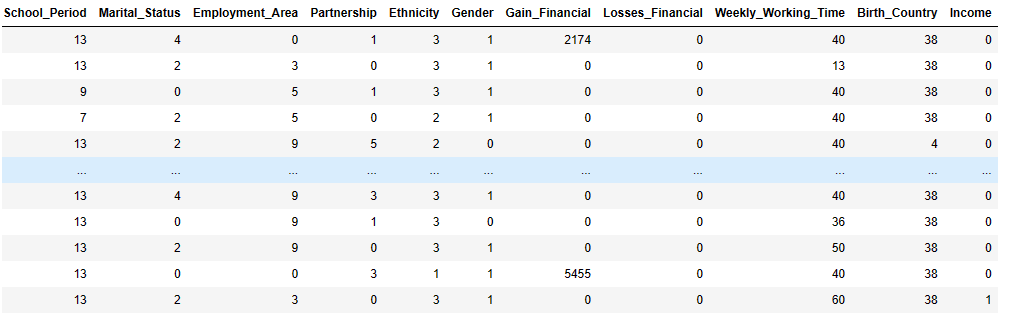 School_Period Marital_Status Employment_Area Partnership Ethnicity Gender Gain_Financial Losses_Financial Weekly_Working_Time Birth_Country Income
13 4 0 1 3 1 2174 0 40 38 0
13 2 3 0 3 1 0 0 13 38 0
9 0 5 1 3 1 0 0 40 38 0
7 2 5 0 2 1 0 0 40 38 0
13 2 9 5 2 0 0 0 40 4 0
... ... ... ... ... ... ... ... ... ... ...
13 4 9 3 3 1 0 0 40 38 0
13 0 9 1 3 0 0 0 36 38 0
13 2 9 0 3 1 0 0 50 38 0
13 0 0 3 1 1 5455 0 40 38 0
13 2 3 0 3 1 0 0 60 38 1